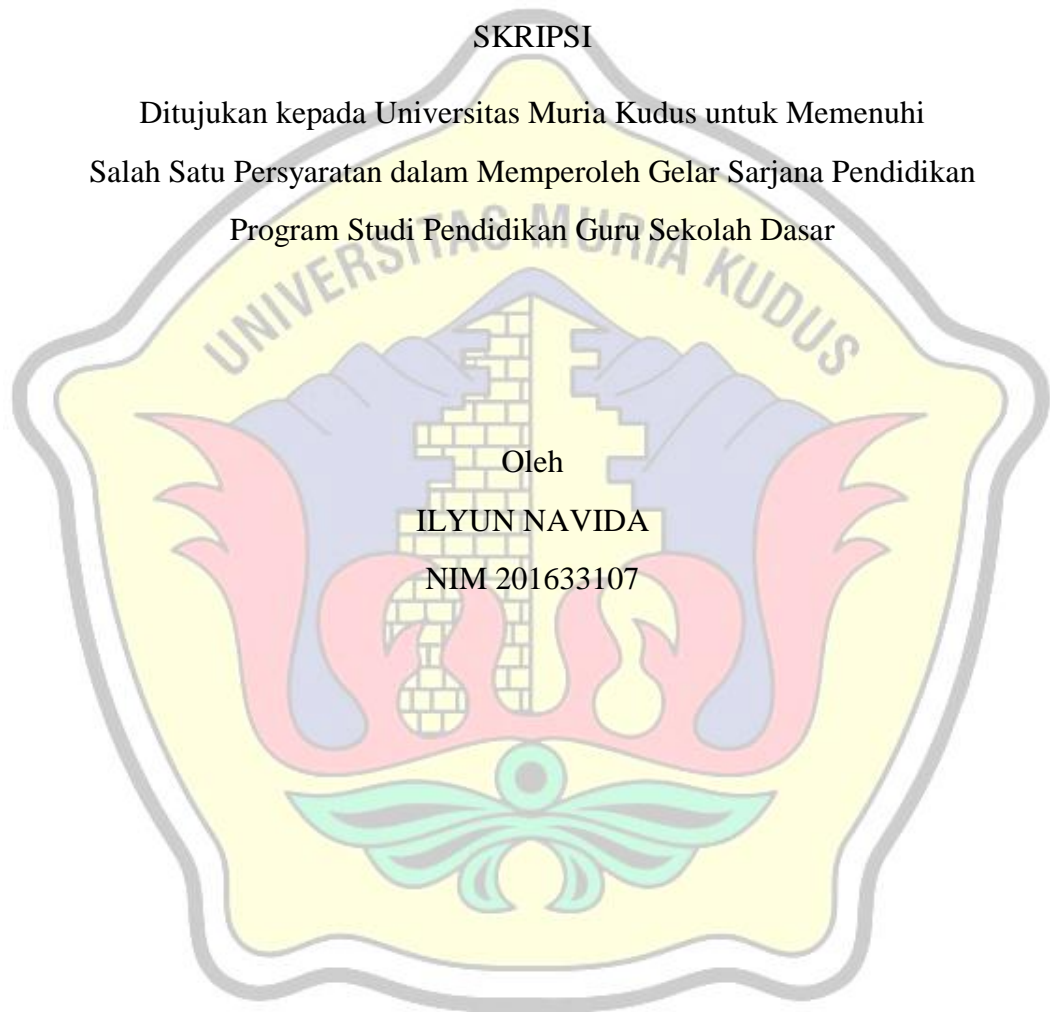 SKRIPSI
Ditujukan kepada Universitas Muria Kudus untuk Memenuhi
Salah Satu Persyaratan dalam Memperoleh Gelar Sarjana Pendidikan
Program Studi Pendidikan Guru Sekolah Dasar
UNIVERSITAS MURIA KUDUS
Oleh
ILYUN NAVIDA
NIM 201633107